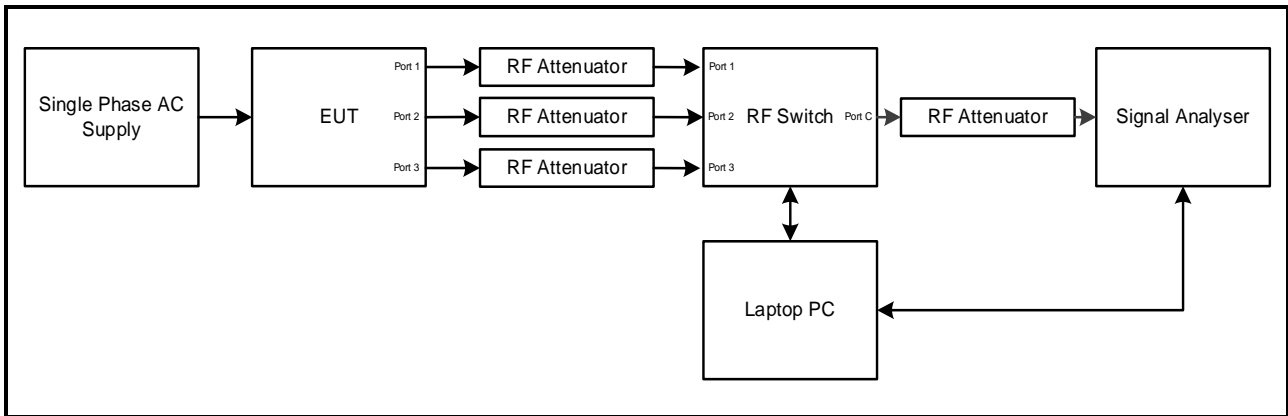 Single Phase AC
Supply
EUT
Port 1
Port 2
Port 3
RF Attenuator
RF Attenuator
RF Attenuator
Port 1
Port 2
Port 3
RF Switch
Port C
RF Attenuator
Signal Analyser
Laptop PC